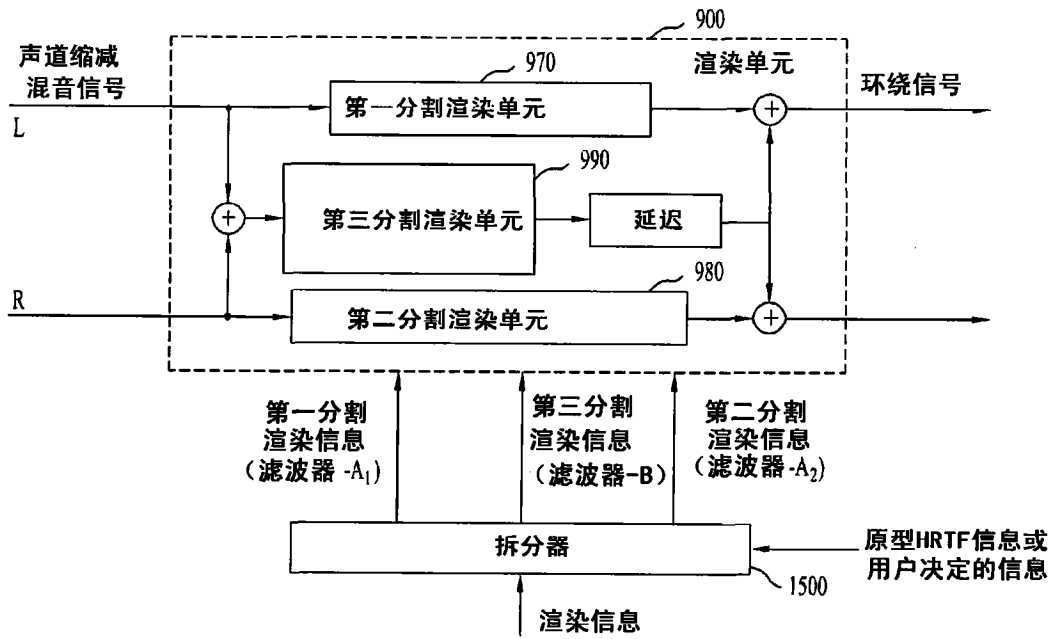 900
声道缩减
混音信号
970
渲染单元
环绕信号
第一分割渲染单元
L
+
990
第三分割渲染单元
延迟
+
980
R
第二分割渲染单元
+
第一分割
渲染信息
(滤波器 -A1)
第三分割
渲染信息
(滤波器-B)
第二分割
渲染信息
(滤波器-A2)
拆分器
原型HRTF信息或
用户决定的信息
1500
渲染信息